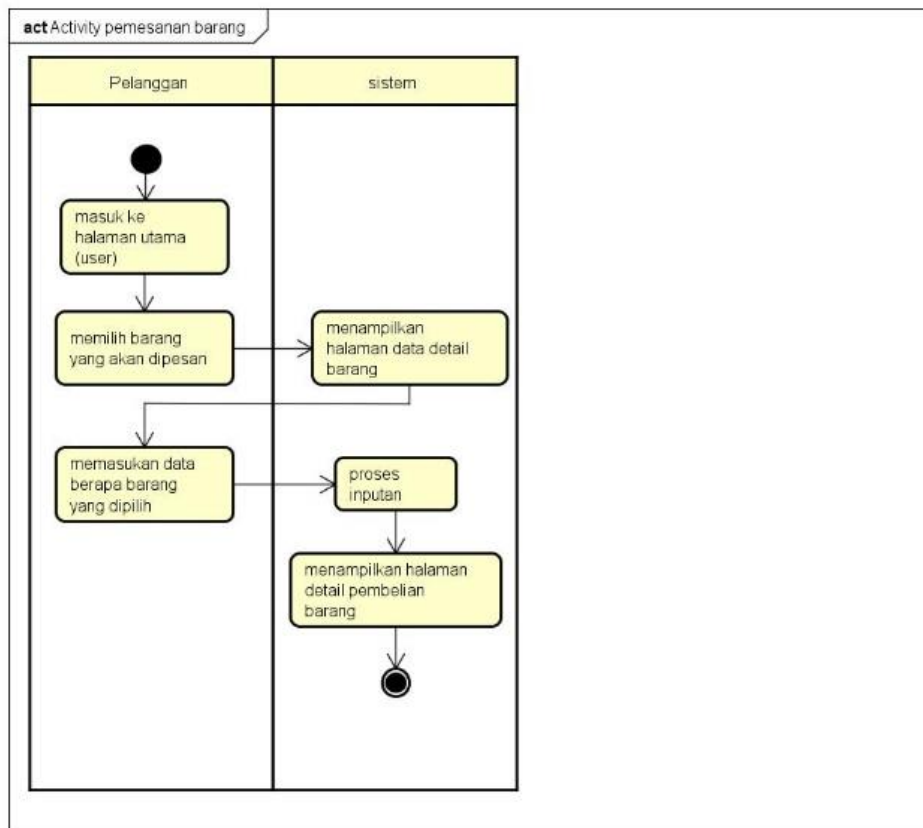 act Activity pemesanan barang
Pelanggan
sistem
masuk ke
halaman utama
(user)
memilih barang
yang akan dipesan
menampilkan
halaman data detail
barang
memasukan data
berapa barang
yang dipilih
proses
inputan
menampilkan halaman
detail pembelian
barang